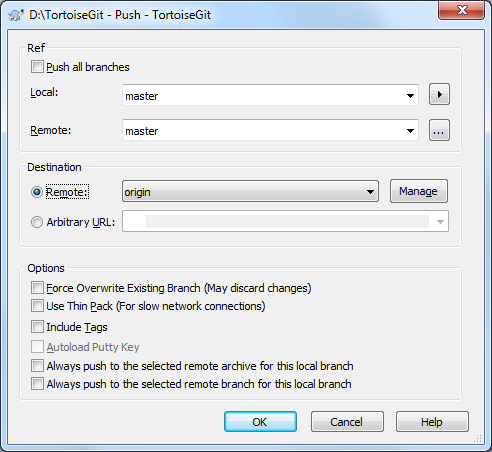 D:\TortoiseGit - Push - TortoiseGit
Ref
Push all branches
Local: master
Remote: master ...
Destination
Remote: origin Manage
Arbitrary URL:
Options
Force Overwrite Existing Branch (May discard changes)
Use Thin Pack (For slow network connections)
Include Tags
Autoload Putty Key
Always push to the selected remote archive for this local branch
Always push to the selected remote branch for this local branch
OK Cancel Help